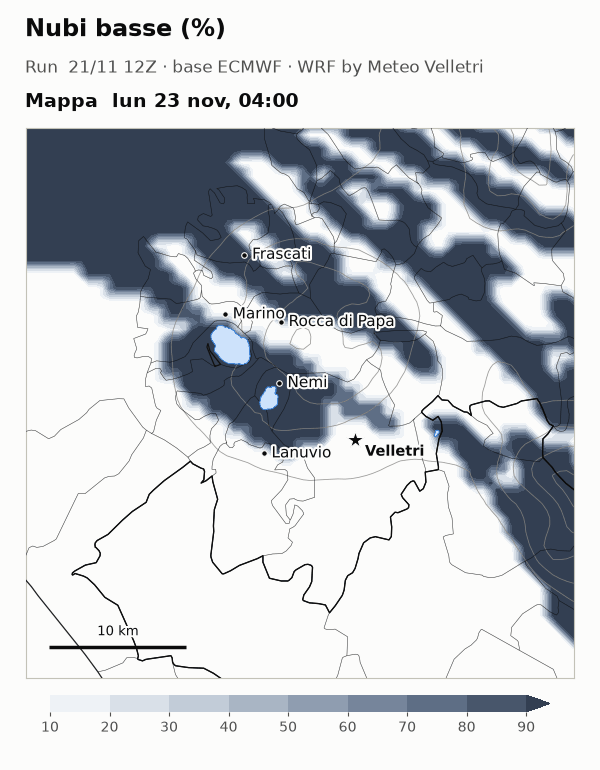 Nubi basse (%)
Run  21/11 12Z · base ECMWF · WRF by Meteo Velletri
Mappa  lun 23 nov, 04:00
Frascati
Marino
Rocca di Papa
Nemi
Velletri
Lanuvio
10 km
10 20 30 40 50 60 70 80 90